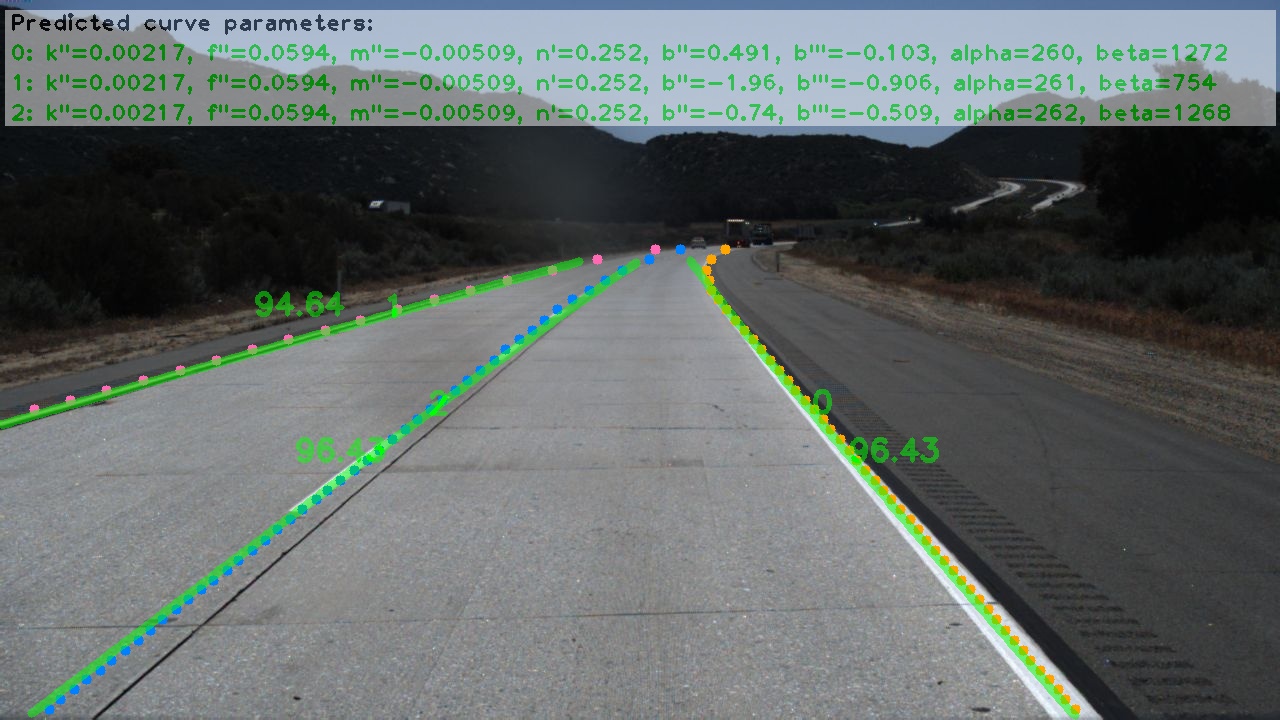 Predicted curve parameters:
0: k"=0.00217, f"=0.0594, m"=-0.00509, n'=0.252, b"=0.491, b'''=-0.103, alpha=260, beta=1272
1: k"=0.00217, f"=0.0594, m"=-0.00509, n'=0.252, b"=-1.96, b'''=-0.906, alpha=261, beta=754
2: k"=0.00217, f"=0.0594, m"=-0.00509, n'=0.252, b"=-0.74, b'''=-0.509, alpha=262, beta=1268
94.64 1
2 0
96.43 96.43